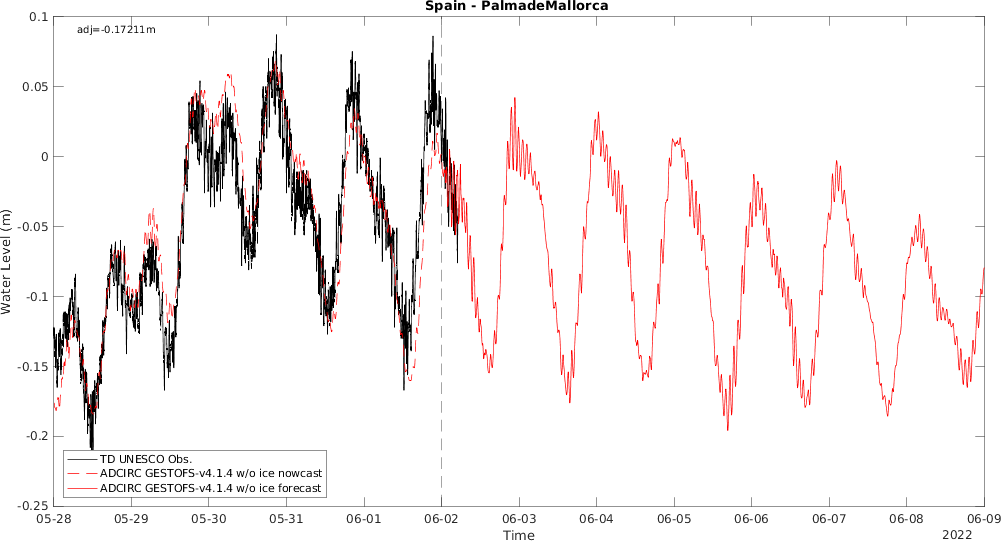 Spain - PalmadeMallorca
adj=-0.17211m
0.1
0.05
0
-0.05
-0.1
-0.15
-0.2
-0.25
Water Level (m)
TD UNESCO Obs.
ADCIRC GESTOFS-v4.1.4 w/o ice nowcast
ADCIRC GESTOFS-v4.1.4 w/o ice forecast
05-28 05-29 05-30 05-31 06-01 06-02 06-03 06-04 06-05 06-06 06-07 06-08 06-09
Time
2022